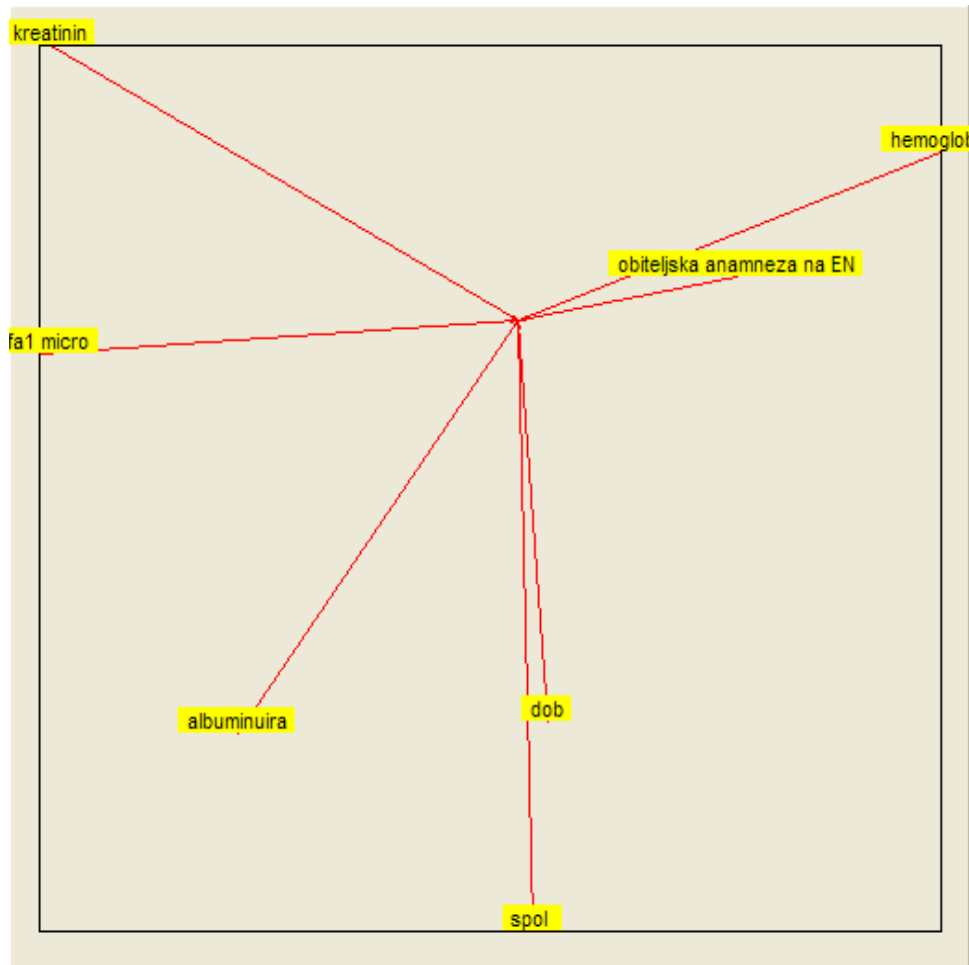 kreatinin
hemoglob
obiteljska anamneza na EN
fa1 micro
albuminuira
dob
spol